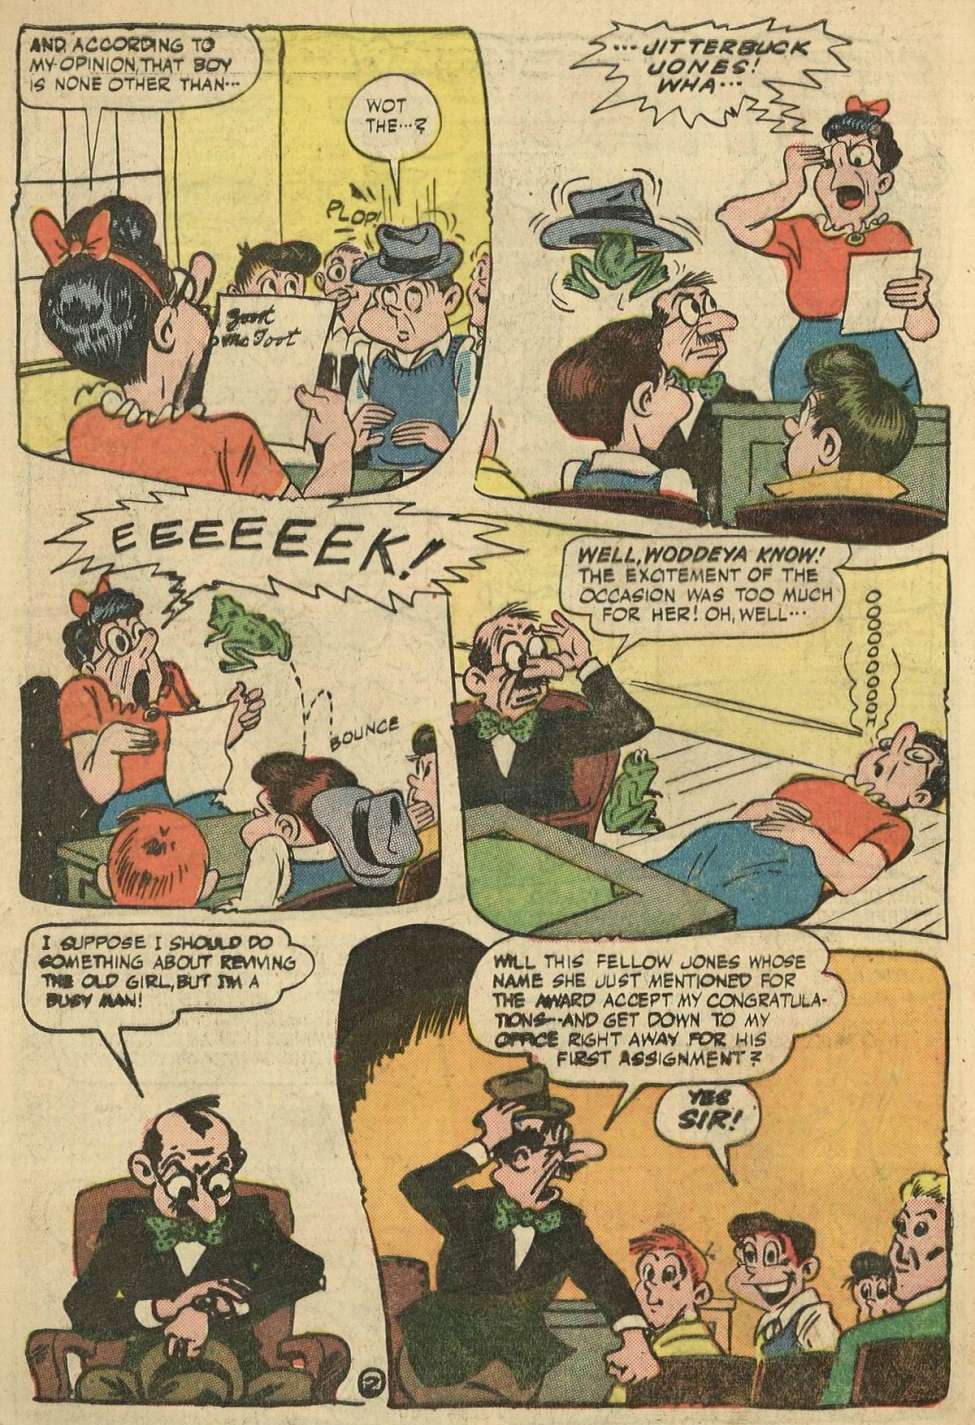 AND, ACCORDING TO
MY OPINION, THAT BOY
IS NONE OTHER THAN---
WOT
THE---?
PLOP!
McToot
---JITTERBUCK
JONES!
WHA---
EEEEEEEK!
BOUNCE
WELL, WODDEYA KNOW!
THE EXCITEMENT OF THE
OCCASION WAS TOO MUCH
FOR HER! OH, WELL---
OOOOOOOOOOH
I SUPPOSE I SHOULD DO
SOMETHING ABOUT REVIVING
THE OLD GIRL, BUT I'M A
BUSY MAN!
WILL THIS FELLOW JONES WHOSE
NAME SHE JUST MENTIONED FOR
THE AWARD ACCEPT MY CONGRATULA-
TIONS--AND GET DOWN TO MY
OFFICE RIGHT AWAY FOR HIS
FIRST ASSIGNMENT?
YES
SIR!
2